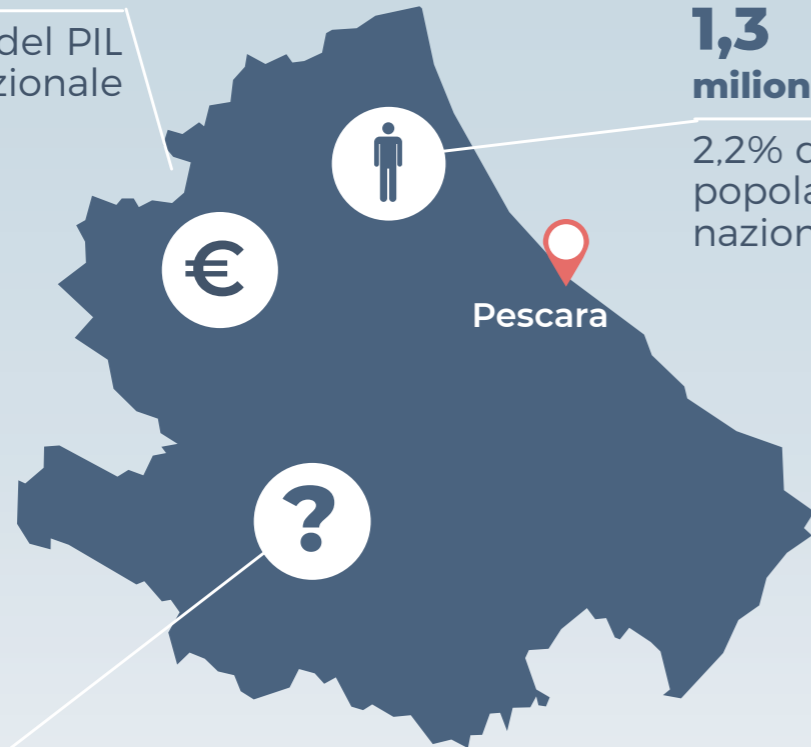 del PIL
zionale
1,3
milion
2,2% 
popola
nazion
€
Pescara
?